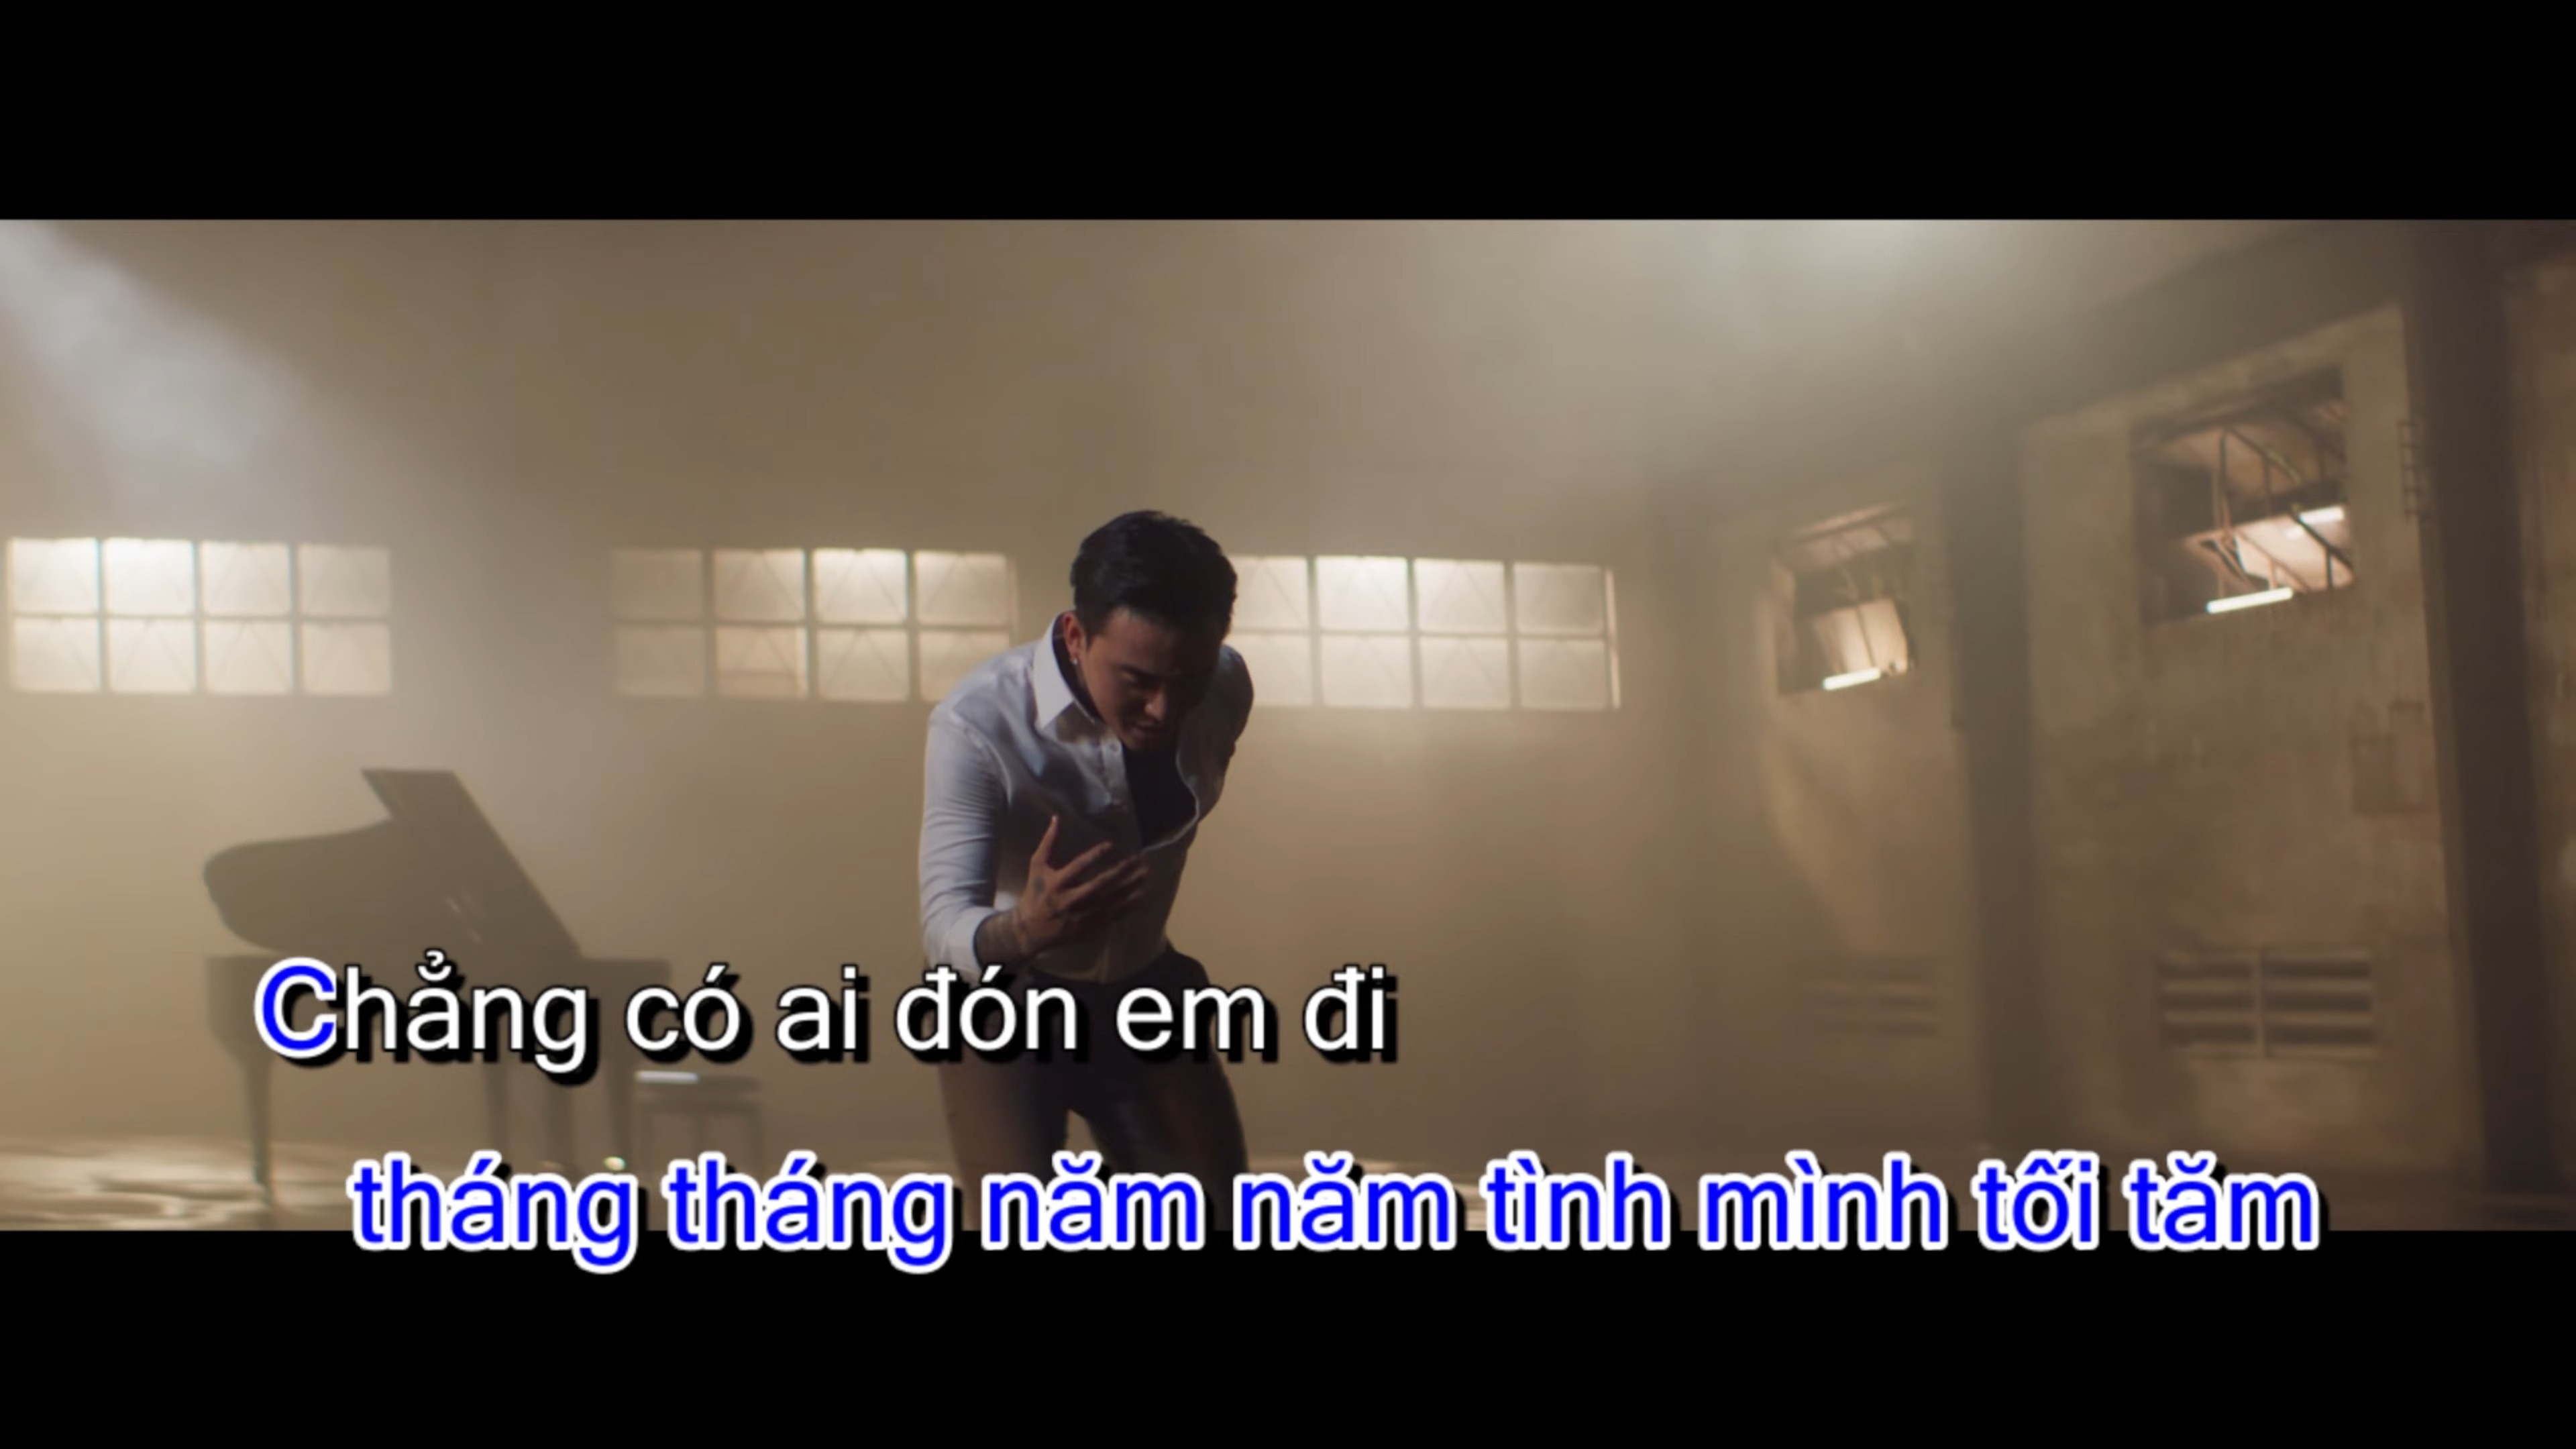 Chẳng có ai đón em đi
tháng tháng năm năm tình mình tối tăm